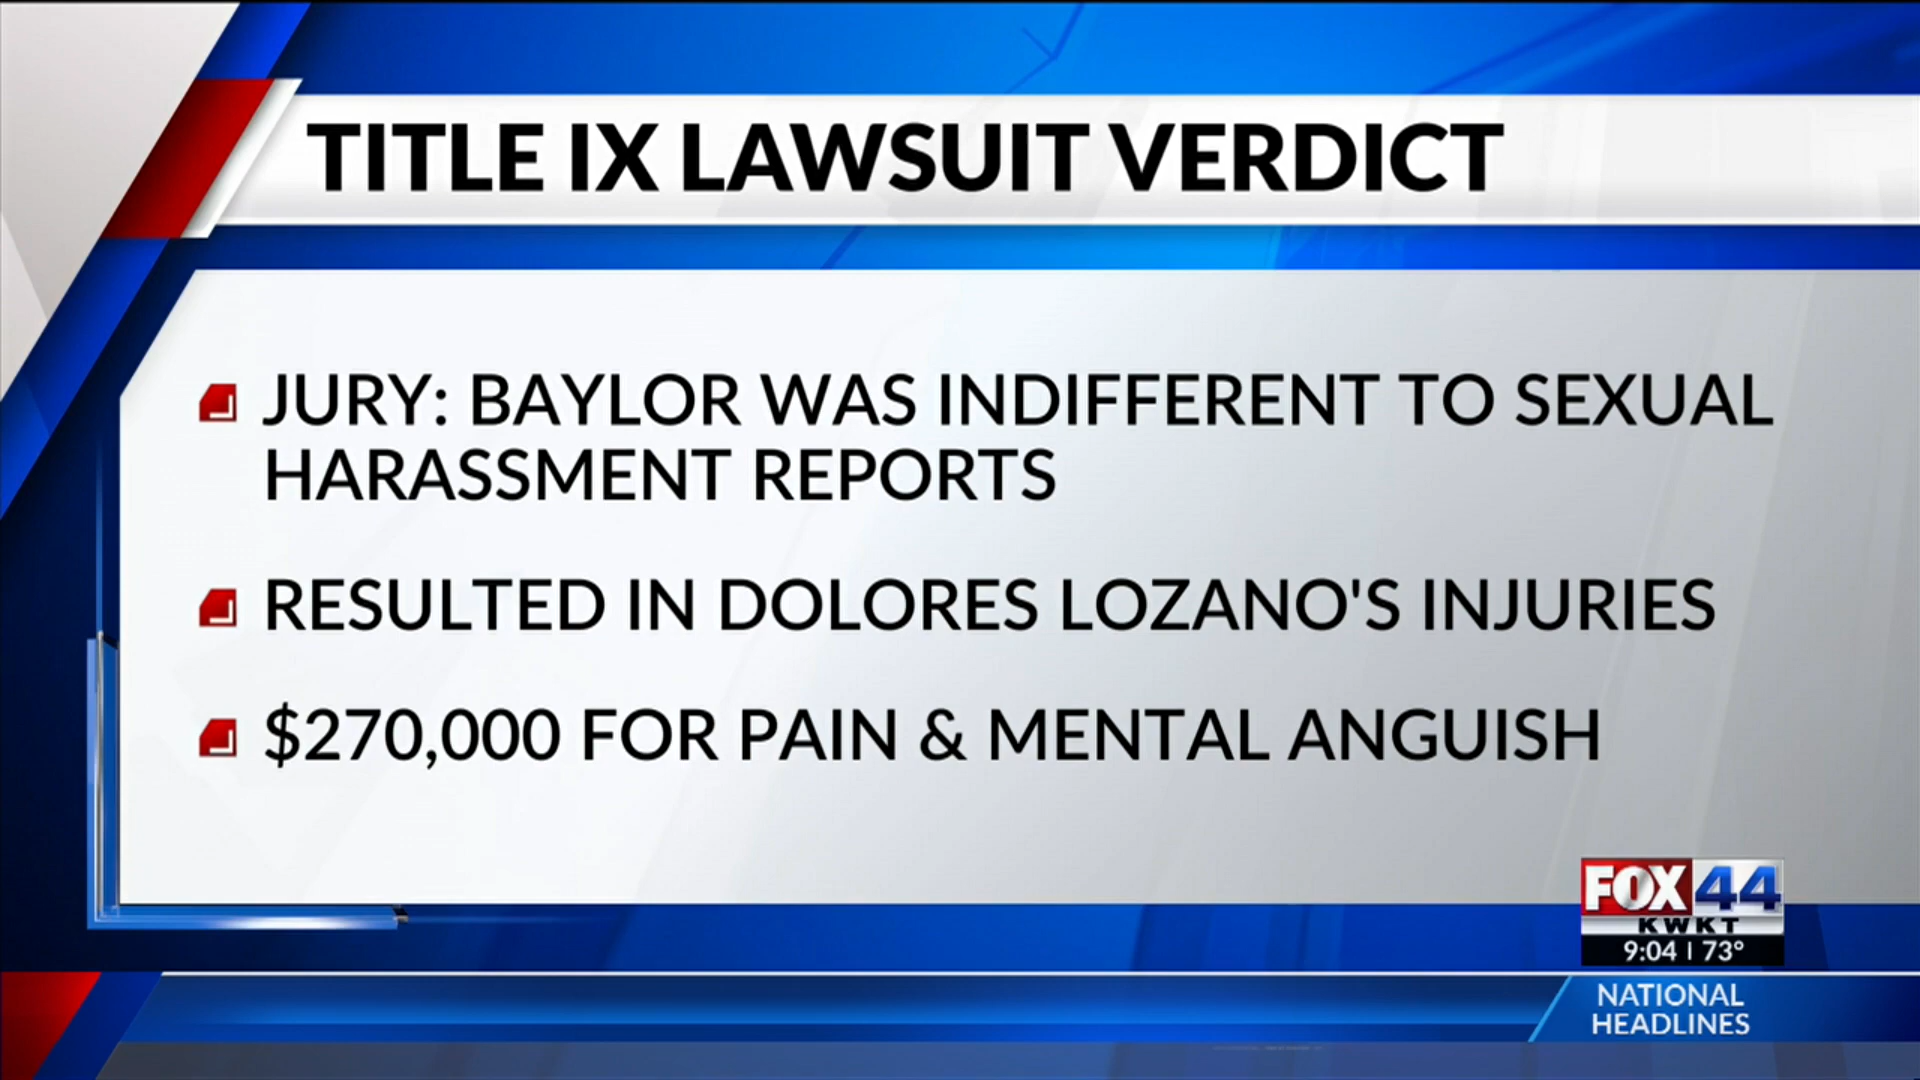 TITLE IX LAWSUIT VERDICT
JURY: BAYLOR WAS INDIFFERENT TO SEXUAL
HARASSMENT REPORTS
RESULTED IN DOLORES LOZANO'S INJURIES
$270,000 FOR PAIN & MENTAL ANGUISH
FOX 44
KWKT
9:04 | 73°
NATIONAL
HEADLINES